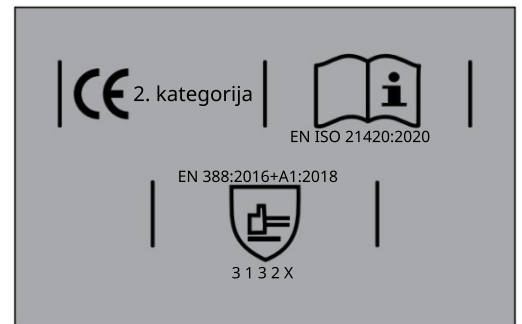 CE 2. kategorija
i
EN ISO 21420:2020
EN 388:2016+A1:2018
3 1 3 2 X